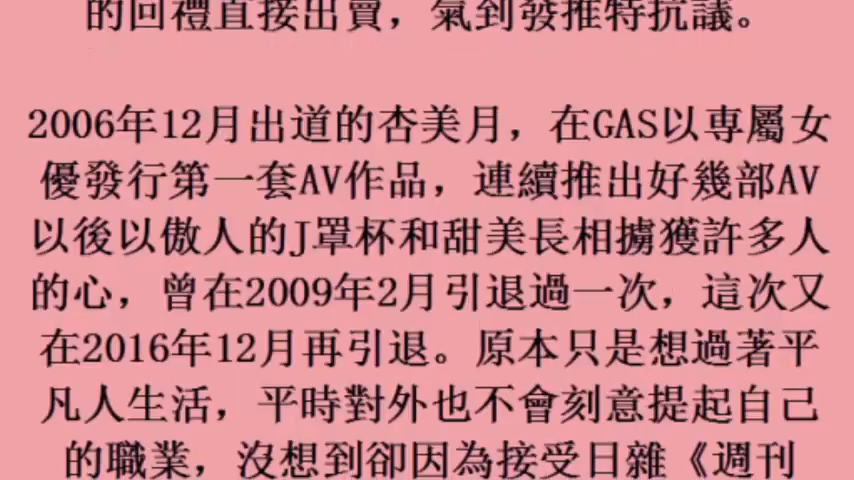 的回禮直接出賣，氣到發推特抗議。
2006年12月出道的杏美月，在GAS以専屬女
優發行第一套AV作品，連續推出好幾部AV
以後以傲人的J罩杯和甜美長相擄獲許多人
的心，曾在2009年2月引退過一次，這次又
在2016年12月再引退。原本只是想過著平
凡人生活，平時對外也不會刻意提起自己
的職業，沒想到卻因為接受日雜《週刊